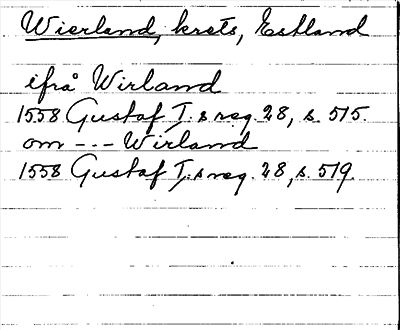 Wierland, krets, Estland
ifrå Wirland
1558 Gustaf I:s reg. 28, s. 515.
om --- Wirland
1558 Gustaf I:s reg. 28, s. 519.